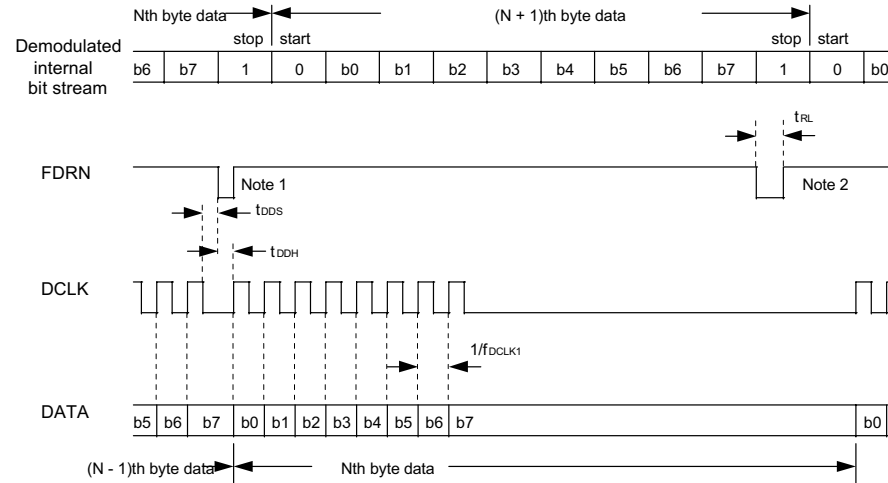 Nth byte data (N + 1)th byte data
stop start stop start
Demodulated
internal
bit stream
b6 b7 1 0 b0 b1 b2 b3 b4 b5 b6 b7 1 0 b0
tRL
FDRN
Note 1 Note 2
tDDS
tDDH
DCLK
1/fDCLK1
DATA
b5 b6 b7 b0 b1 b2 b3 b4 b5 b6 b7 b0
(N - 1)th byte data Nth byte data